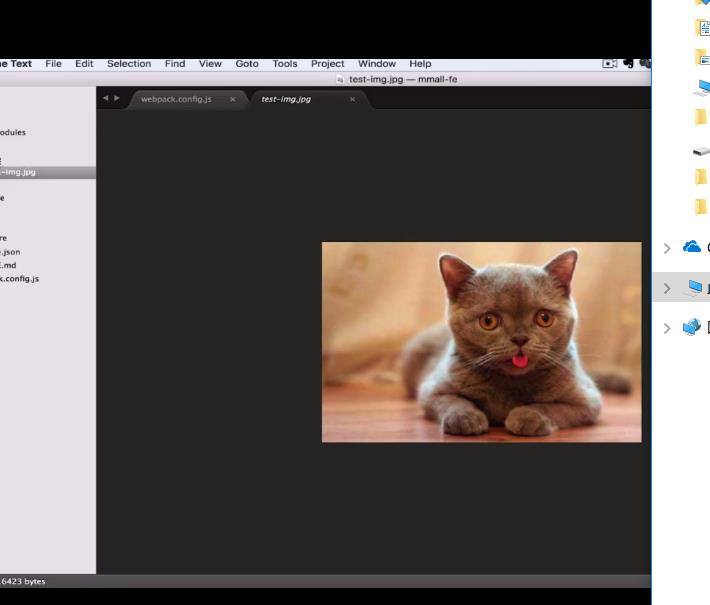 ne Text File Edit Selection Find View Goto Tools Project Window Help
test-img.jpg — mmall-fe
webpack.config.js × test-img.jpg ×
odules
t-img.jpg
e
re
e.json
E.md
k.config.js
6423 bytes